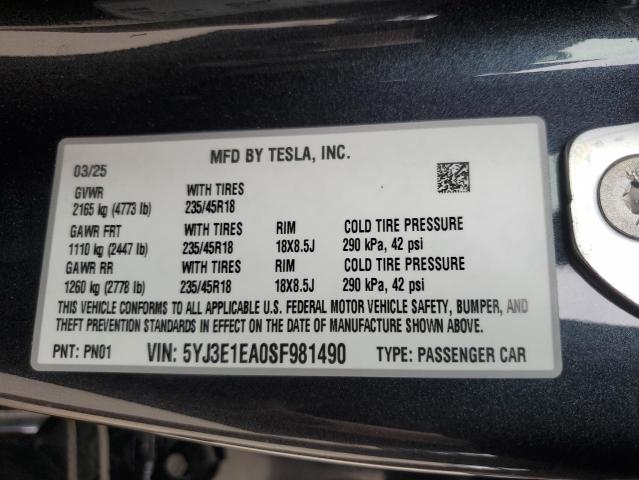 MFD BY TESLA, INC.
03/25
GVWR WITH TIRES
2165 kg (4773 lb) 235/45R18
GAWR FRT WITH TIRES RIM COLD TIRE PRESSURE
1110 kg (2447 lb) 235/45R18 18X8.5J 290 kPa, 42 psi
GAWR RR WITH TIRES RIM COLD TIRE PRESSURE
1260 kg (2778 lb) 235/45R18 18X8.5J 290 kPa, 42 psi
THIS VEHICLE CONFORMS TO ALL APPLICABLE U.S. FEDERAL MOTOR VEHICLE SAFETY, BUMPER, AND
THEFT PREVENTION STANDARDS IN EFFECT ON THE DATE OF MANUFACTURE SHOWN ABOVE.
PNT: PN01 VIN: 5YJ3E1EA0SF981490 TYPE: PASSENGER CAR